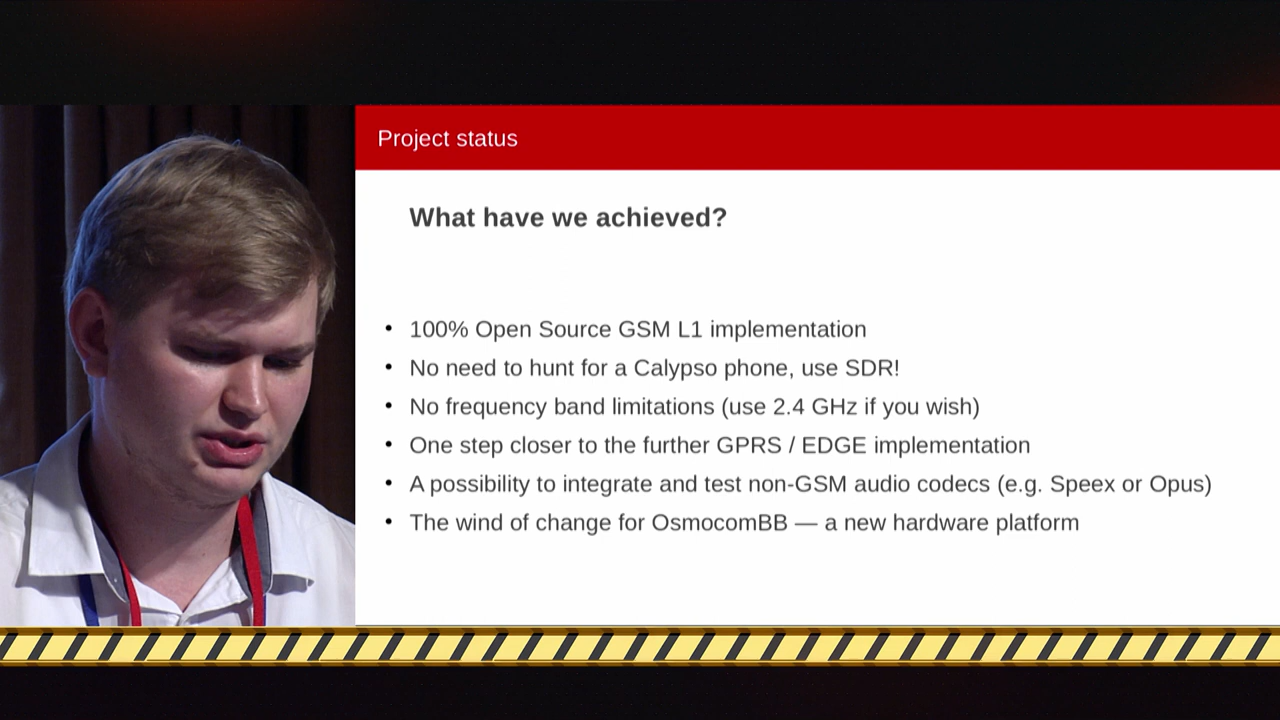 Project status
What have we achieved?
• 100% Open Source GSM L1 implementation
• No need to hunt for a Calypso phone, use SDR!
• No frequency band limitations (use 2.4 GHz if you wish)
• One step closer to the further GPRS / EDGE implementation
• A possibility to integrate and test non-GSM audio codecs (e.g. Speex or Opus)
• The wind of change for OsmocomBB — a new hardware platform